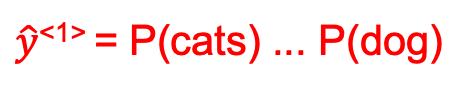 ŷ<1> = P(cats) ... P(dog)